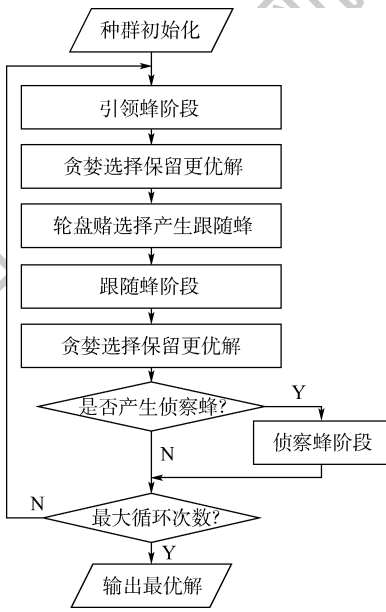 种群初始化
引领蜂阶段
贪婪选择保留更优解
轮盘赌选择产生跟随蜂
跟随蜂阶段
贪婪选择保留更优解
是否产生侦察蜂?
Y
侦察蜂阶段
N
最大循环次数?
N
Y
输出最优解